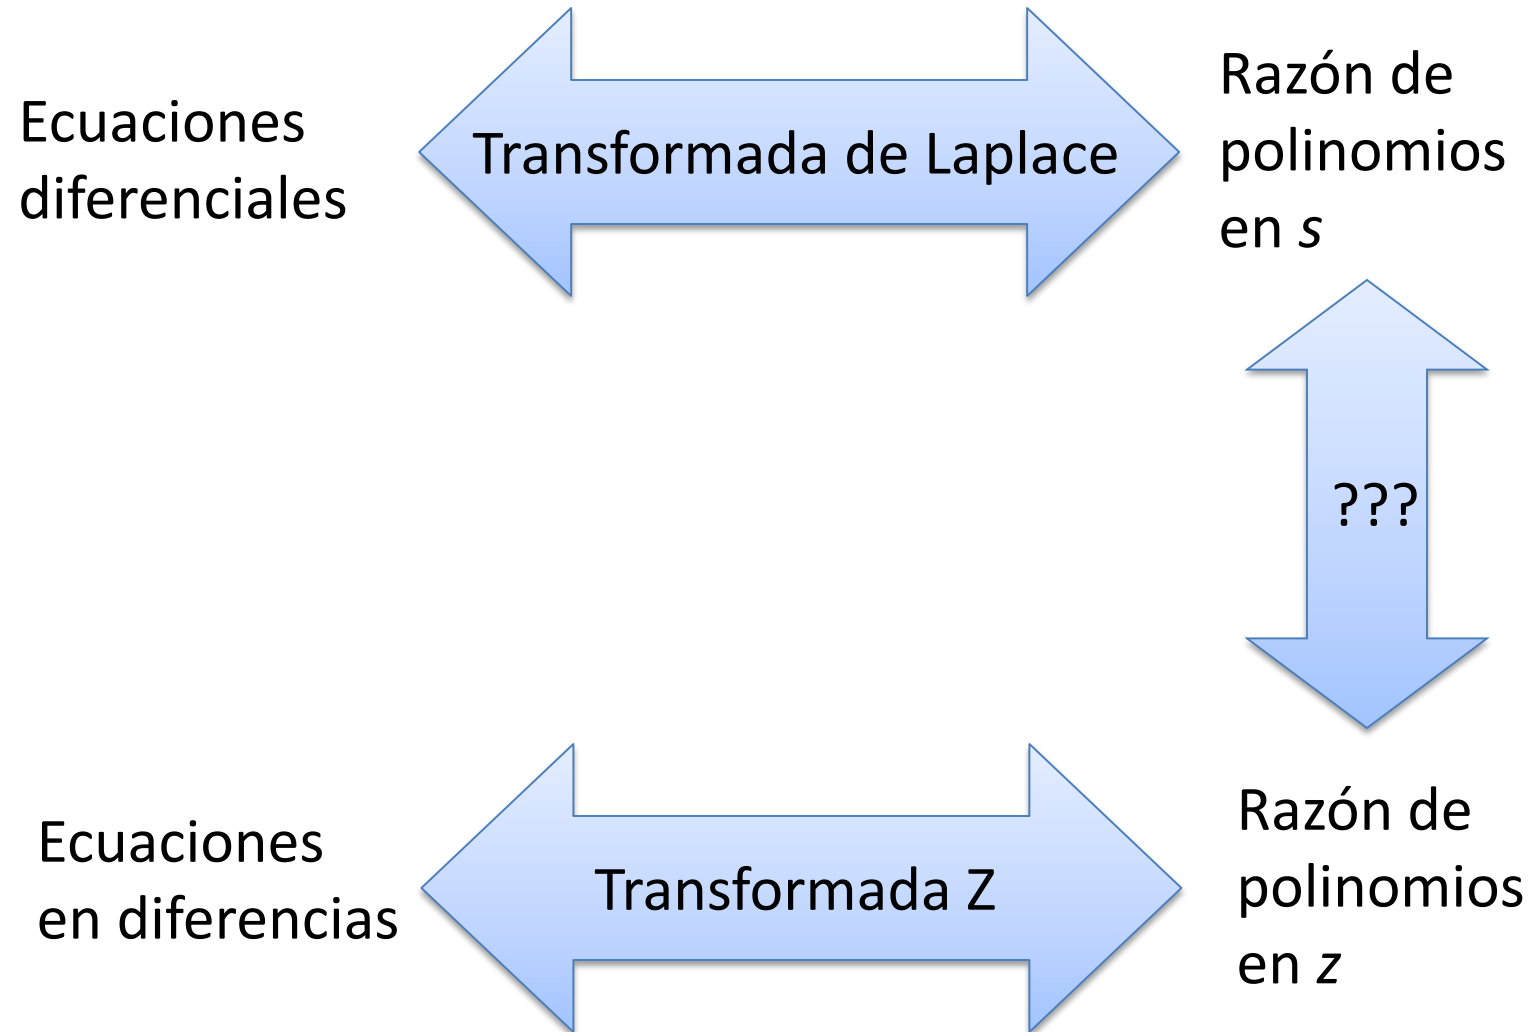 Ecuaciones
diferenciales
Transformada de Laplace
Razón de
polinomios
en s
???
Ecuaciones
en diferencias
Transformada Z
Razón de
polinomios
en z